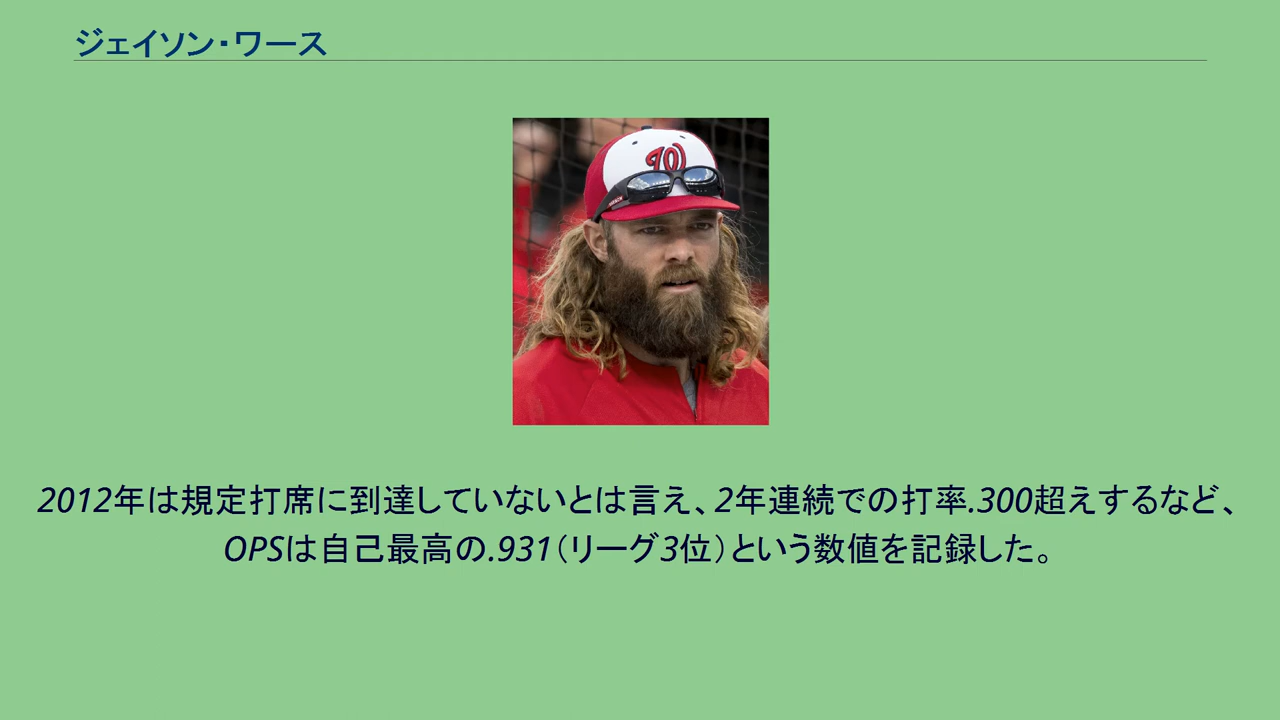 ジェイソン・ワース
W
2012年は規定打席に到達していないとは言え、2年連続での打率.300超えするなど、
OPSは自己最高の.931（リーグ3位）という数値を記録した。